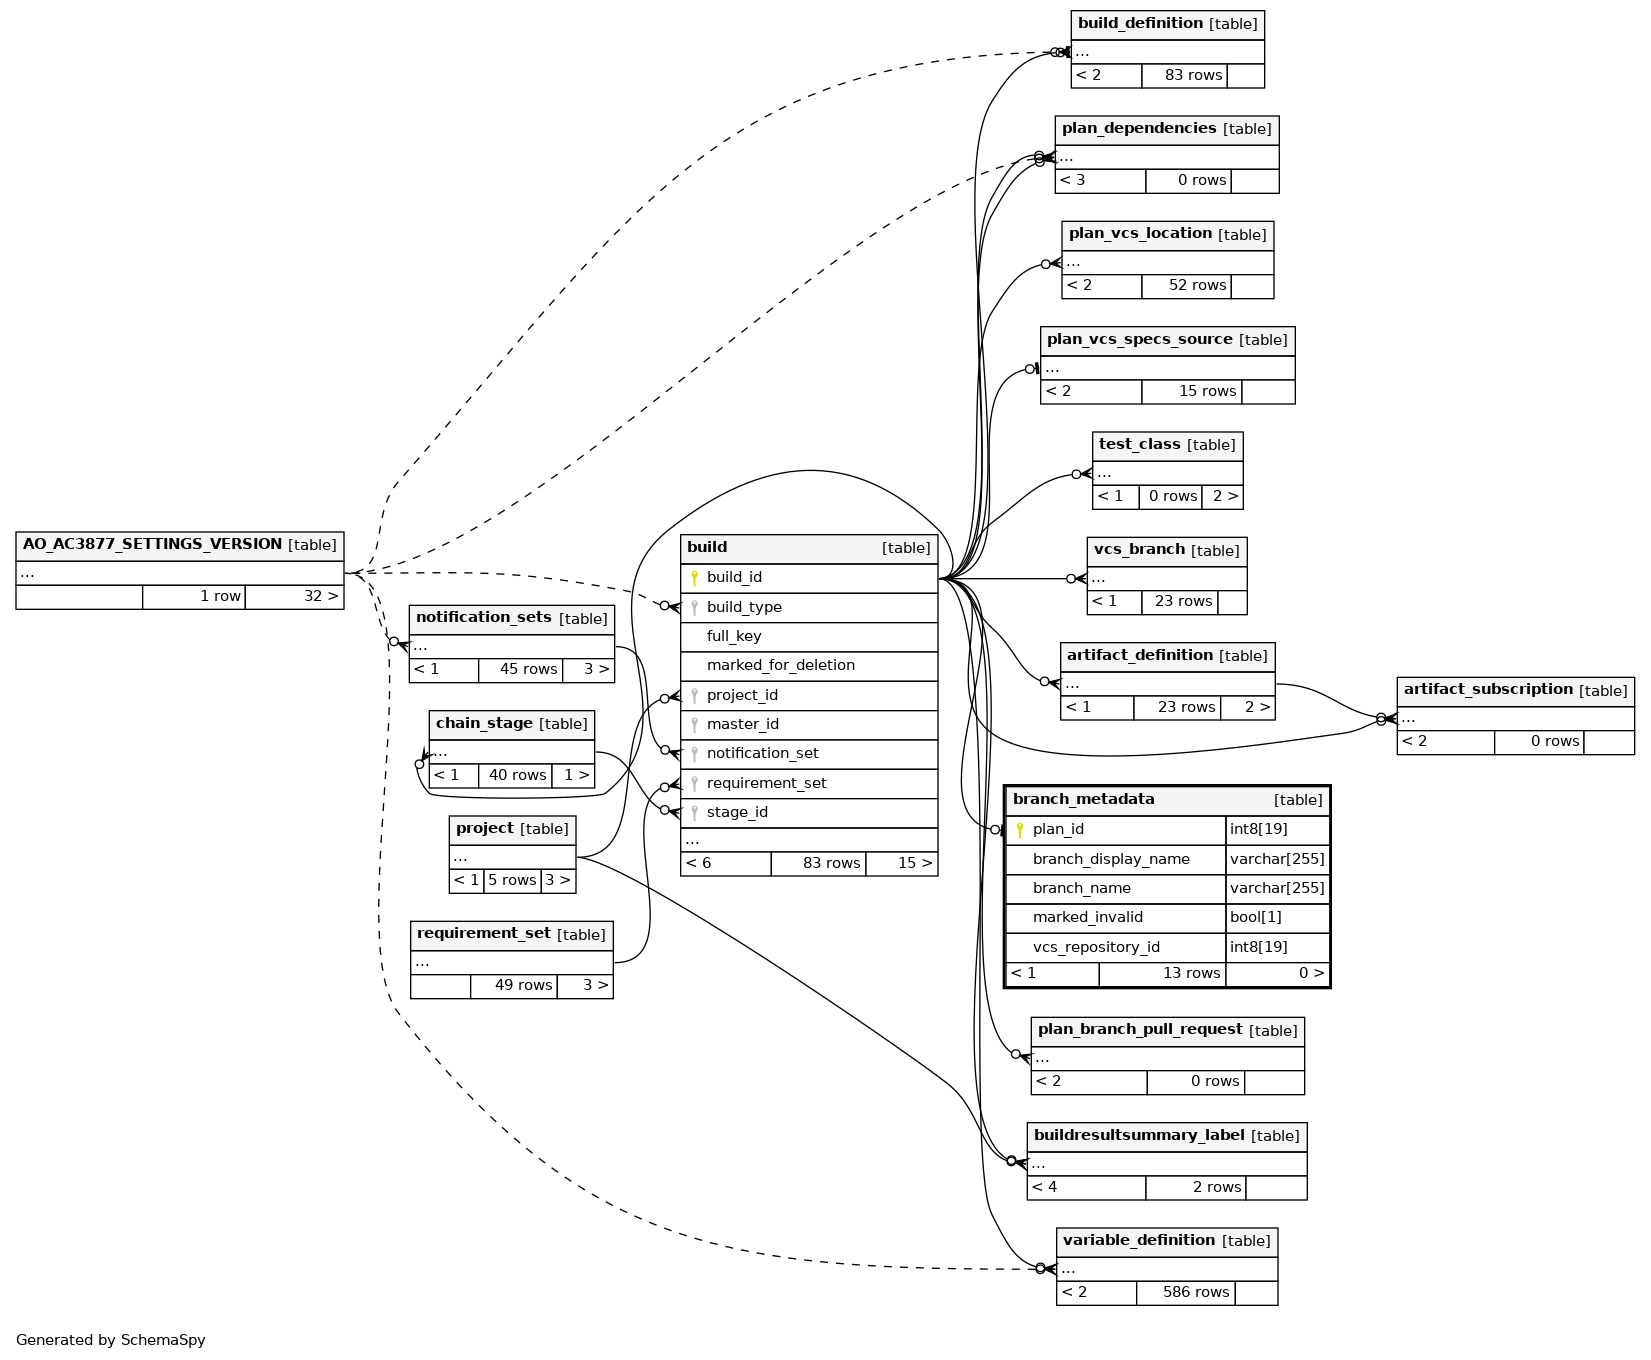 build_definition [table]
...
< 2 83 rows
plan_dependencies [table]
...
< 3 0 rows
plan_vcs_location [table]
...
< 2 52 rows
plan_vcs_specs_source [table]
...
< 2 15 rows
test_class [table]
...
< 1 0 rows 2 >
AO_AC3877_SETTINGS_VERSION [table]
...
1 row 32 >
build [table]
build_id
build_type
full_key
marked_for_deletion
project_id
master_id
notification_set
requirement_set
stage_id
...
< 6 83 rows 15 >
vcs_branch [table]
...
< 1 23 rows
notification_sets [table]
...
< 1 45 rows 3 >
artifact_definition [table]
...
< 1 23 rows 2 >
artifact_subscription [table]
...
< 2 0 rows
chain_stage [table]
...
< 1 40 rows 1 >
branch_metadata [table]
plan_id int8[19]
branch_display_name varchar[255]
branch_name varchar[255]
marked_invalid bool[1]
vcs_repository_id int8[19]
< 1 13 rows 0 >
project [table]
...
< 1 5 rows 3 >
requirement_set [table]
...
49 rows 3 >
plan_branch_pull_request [table]
...
< 2 0 rows
buildresultsummary_label [table]
...
< 4 2 rows
variable_definition [table]
...
< 2 586 rows
Generated by SchemaSpy